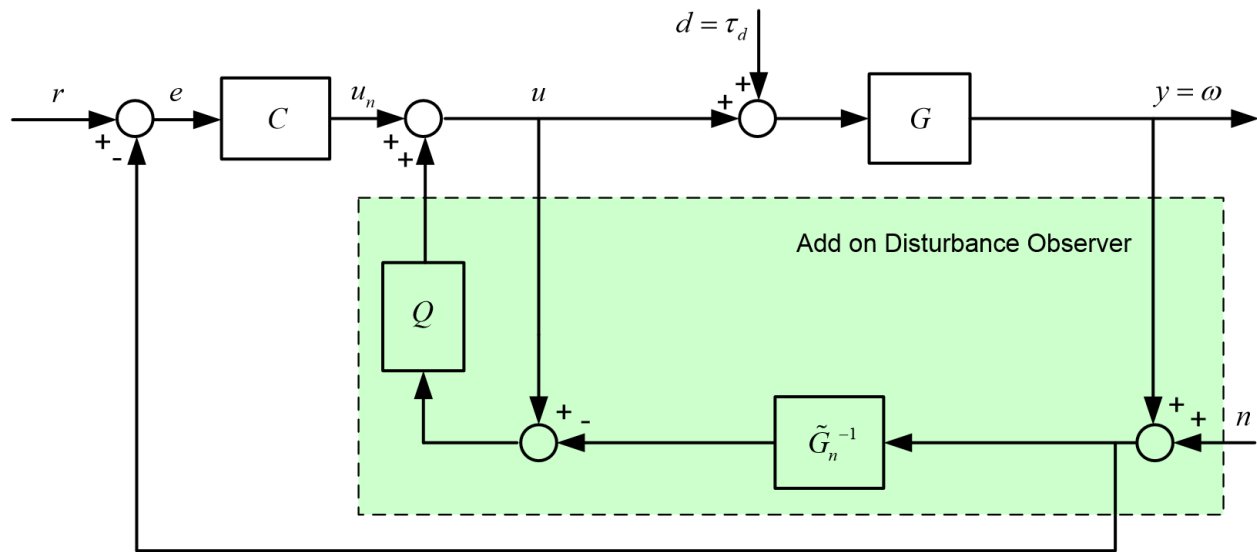 d = τ_d
r
+
-
e
C
u_n
+
+
u
+
+
G
y = ω
Add on Disturbance Observer
Q
+
-
G̃_n^{-1}
+
+
n